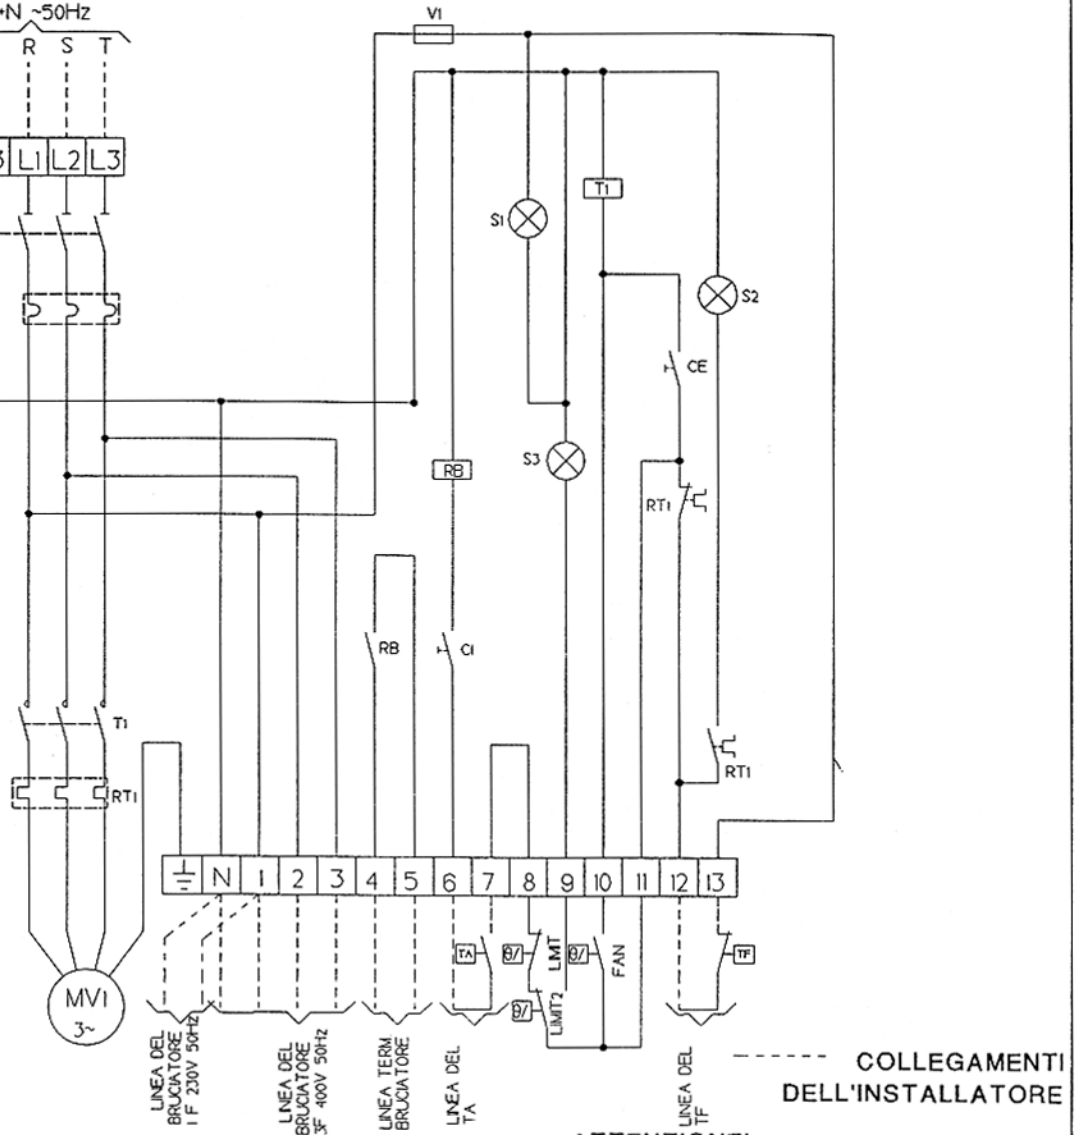 +N ~50Hz
V1
R S T
L1 L2 L3
T1
S1
S2
CE
S3
RB
RT1
RB
C1
T1
RT1
RT1
N 1 2 3 4 5 6 7 8 9 10 11 12 13
TA
θ/
LMT
θ/
FAN
TF
θ/
LIMIT2
MV1
3~
LINEA DEL
BRUCIATORE
1F 230V 50Hz
LINEA DEL
BRUCIATORE
3F 400V 50Hz
LINEA TERM.
BRUCIATORE
LINEA DEL
TA
LINEA DEL
TF
COLLEGAMENTI
DELL'INSTALLATORE